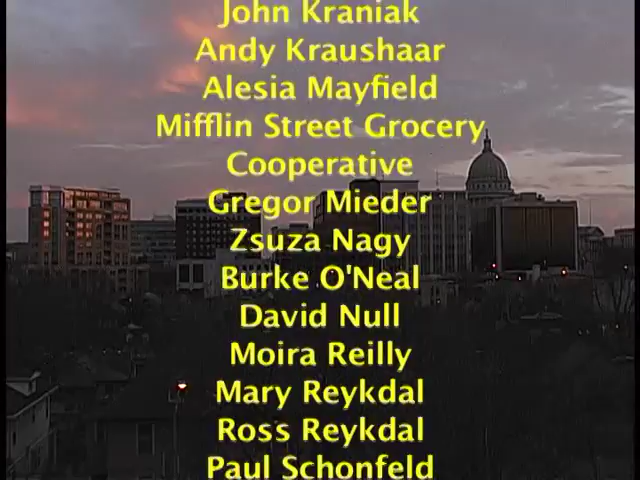 John Kraniak
Andy Kraushaar
Alesia Mayfield
Mifflin Street Grocery
Cooperative
Gregor Mieder
Zsuza Nagy
Burke O'Neal
David Null
Moira Reilly
Mary Reykdal
Ross Reykdal
Paul Schonfeld